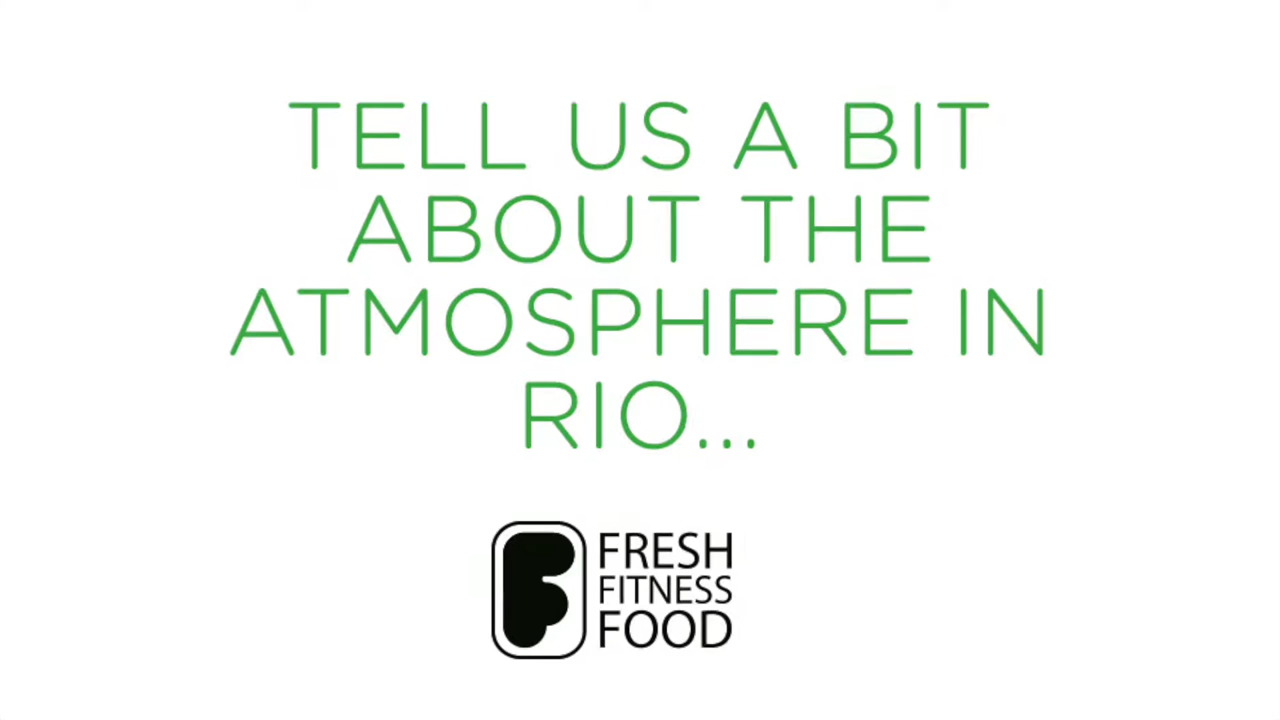 TELL US A BIT
ABOUT THE
ATMOSPHERE IN
RIO...
FRESH
FITNESS
FOOD